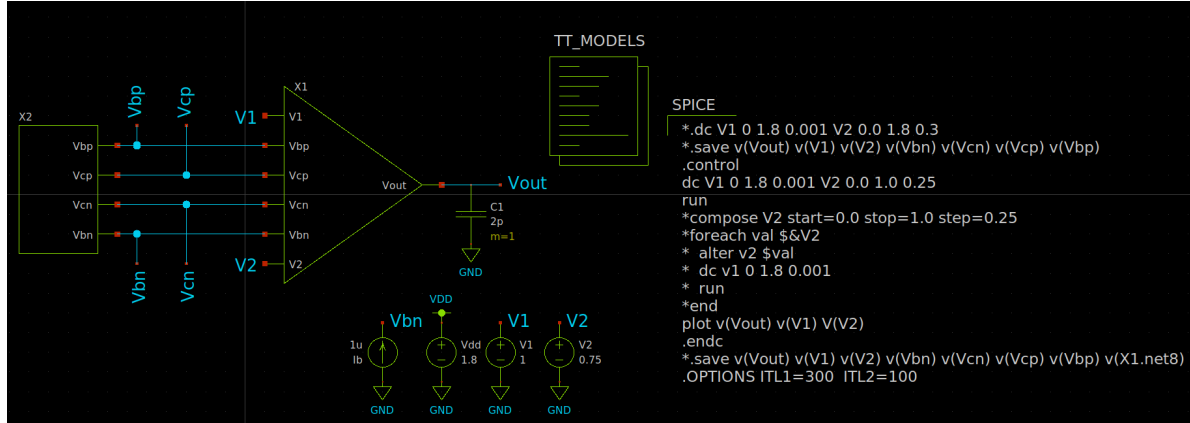 TT_MODELS
X1
Vbp
Vcp
V1
V1
SPICE
X2
*.dc V1 0 1.8 0.001 V2 0.0 1.8 0.3
Vbp
Vbp
*.save v(Vout) v(V1) v(V2) v(Vbn) v(Vcn) v(Vcp) v(Vbp)
.control
Vcp
Vcp
Vout
Vout
dc V1 0 1.8 0.001 V2 0.0 1.0 0.25
run
Vcn
Vcn
C1
2p
m=1
*compose V2 start=0.0 stop=1.0 step=0.25
Vbn
Vbn
*foreach val $&V2
*  alter v2 $val
V2
V2
*  dc v1 0 1.8 0.001
GND
*  run
Vbn
Vcn
*end
VDD
plot v(Vout) v(V1) V(V2)
Vbn
V1
V2
.endc
1u
Ib
Vdd
1.8
V1
1
V2
0.75
*.save v(Vout) v(V1) v(V2) v(Vbn) v(Vcn) v(Vcp) v(Vbp) v(X1.net8)
.OPTIONS ITL1=300  ITL2=100
GND
GND
GND
GND